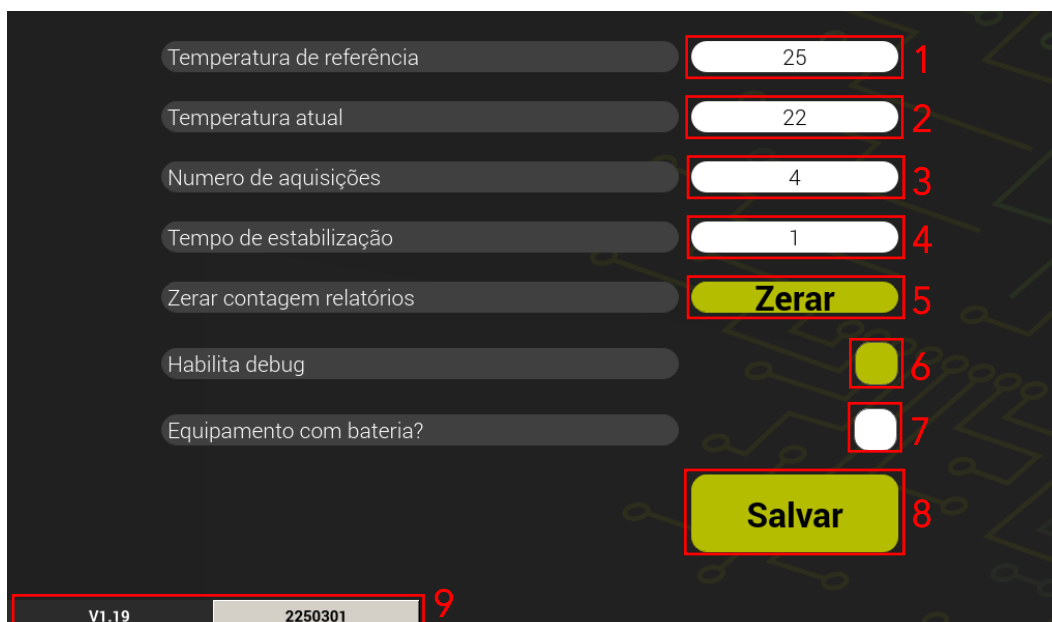 Temperatura de referência 25 1
Temperatura atual 22 2
Numero de aquisições 4 3
Tempo de estabilização 1 4
Zerar contagem relatórios Zerar 5
Habilita debug 6
Equipamento com bateria? 7
Salvar 8
V1.19 2250301 9